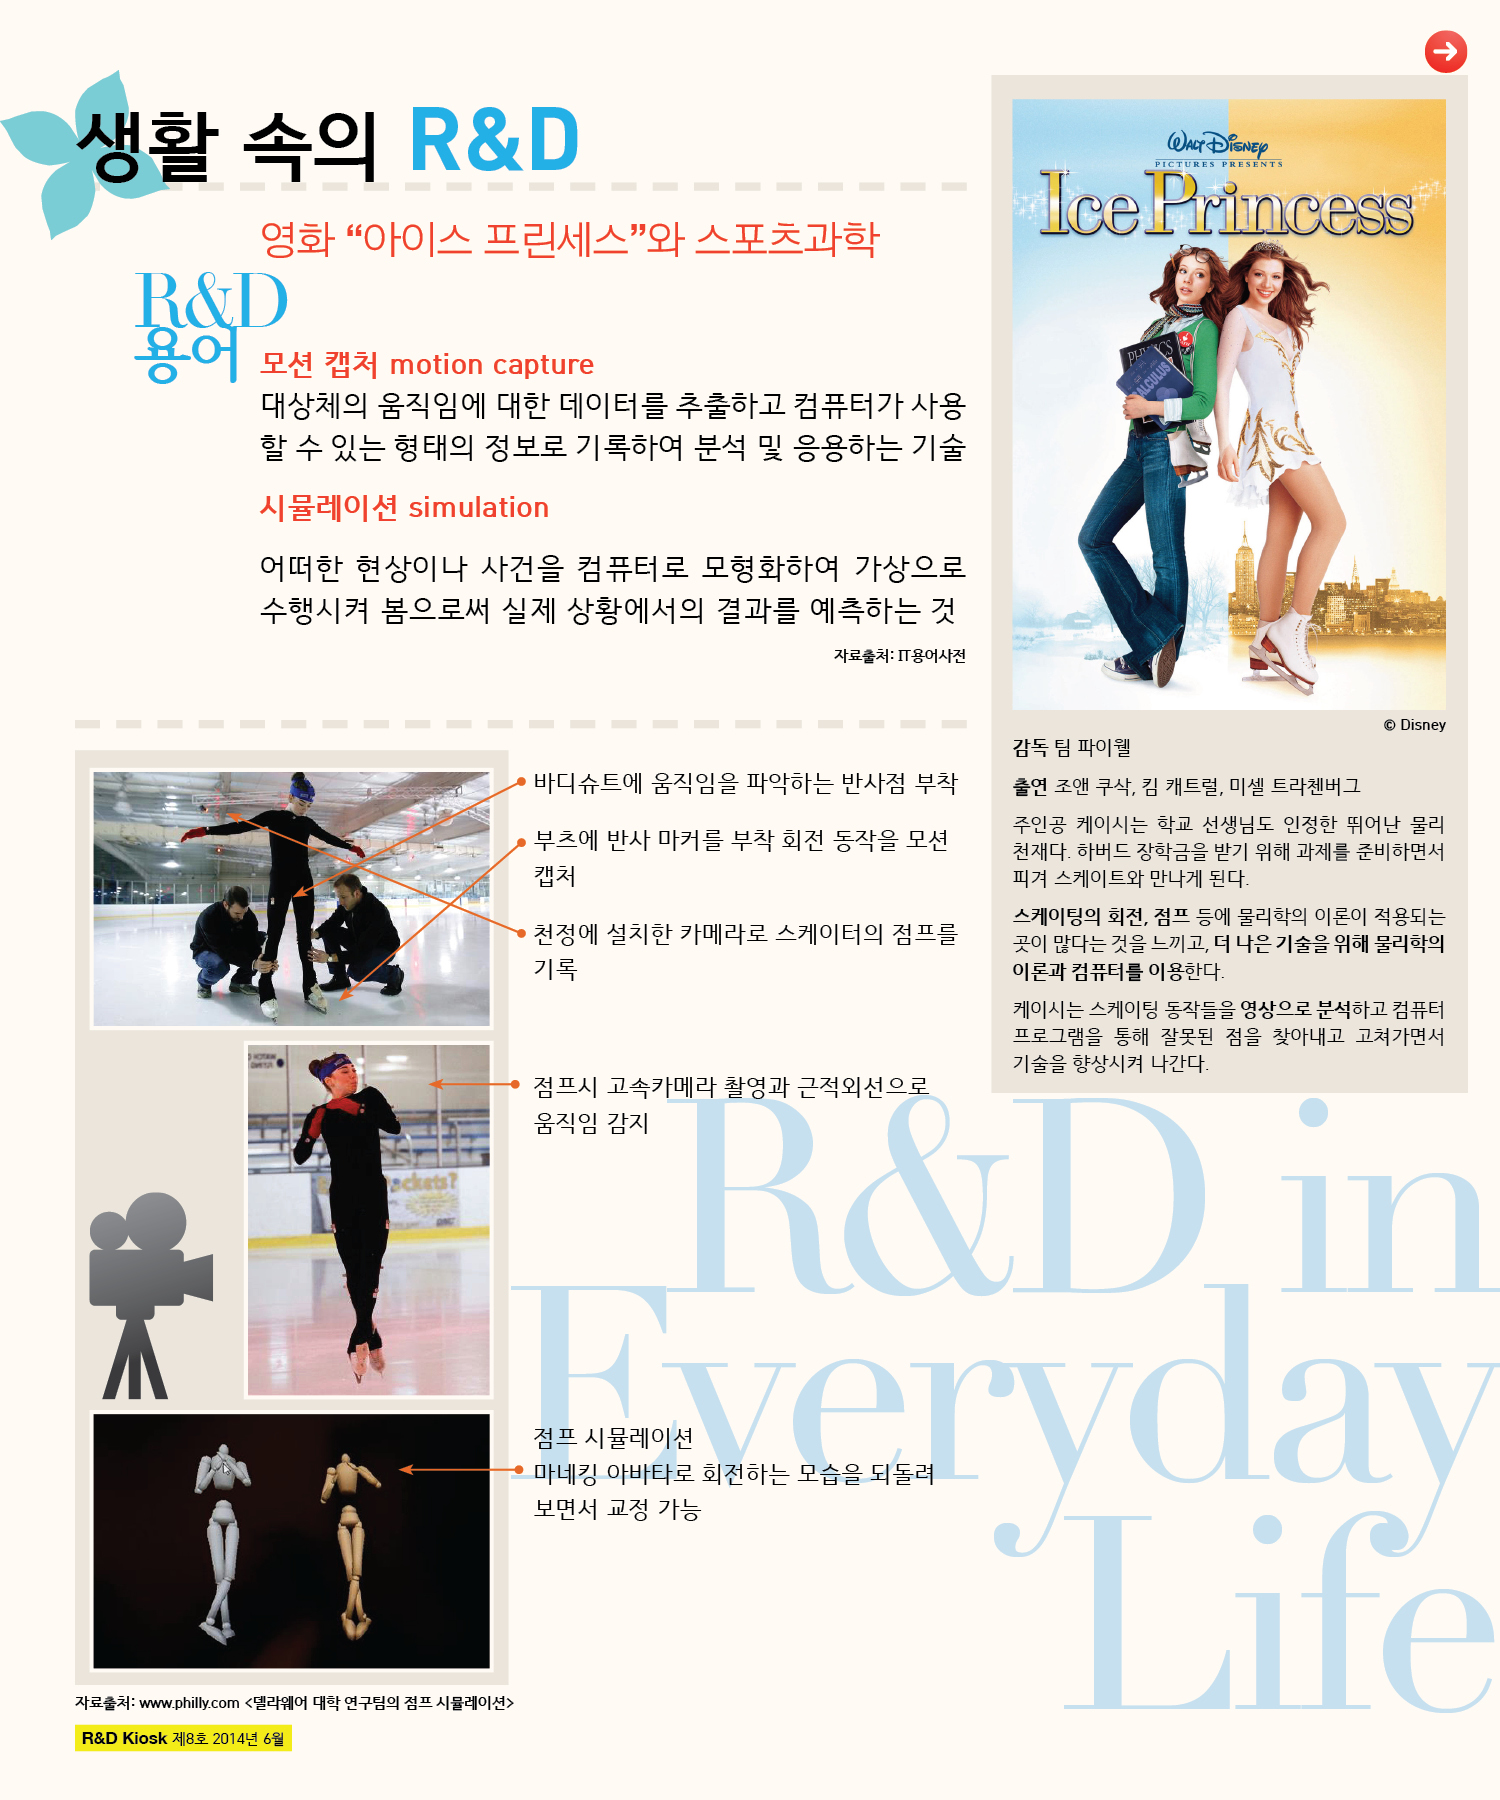 생활 속의 R&D
영화 “아이스 프린세스”와 스포츠과학
R&D
용어
모션 캡처 motion capture
대상체의 움직임에 대한 데이터를 추출하고 컴퓨터가 사용
할 수 있는 형태의 정보로 기록하여 분석 및 응용하는 기술
시뮬레이션 simulation
어떠한 현상이나 사건을 컴퓨터로 모형화하여 가상으로
수행시켜 봄으로써 실제 상황에서의 결과를 예측하는 것
자료출처: IT용어사전
WALT DISNEY
PICTURES PRESENTS
Ice Princess
PHYSICS
CALCULUS
© Disney
감독 팀 파이웰
출연 조앤 쿠삭, 킴 캐트럴, 미셸 트라첸버그
주인공 케이시는 학교 선생님도 인정한 뛰어난 물리
천재다. 하버드 장학금을 받기 위해 과제를 준비하면서
피겨 스케이트와 만나게 된다.
스케이팅의 회전, 점프 등에 물리학의 이론이 적용되는
곳이 많다는 것을 느끼고, 더 나은 기술을 위해 물리학의
이론과 컴퓨터를 이용한다.
케이시는 스케이팅 동작들을 영상으로 분석하고 컴퓨터
프로그램을 통해 잘못된 점을 찾아내고 고쳐가면서
기술을 향상시켜 나간다.
바디슈트에 움직임을 파악하는 반사점 부착
부츠에 반사 마커를 부착 회전 동작을 모션
캡처
천정에 설치한 카메라로 스케이터의 점프를
기록
점프시 고속카메라 촬영과 근적외선으로
움직임 감지
점프 시뮬레이션
마네킹 아바타로 회전하는 모습을 되돌려
보면서 교정 가능
R&D in
Everyday
Life
자료출처: www.philly.com <델라웨어 대학 연구팀의 점프 시뮬레이션>
R&D Kiosk 제8호 2014년 6월